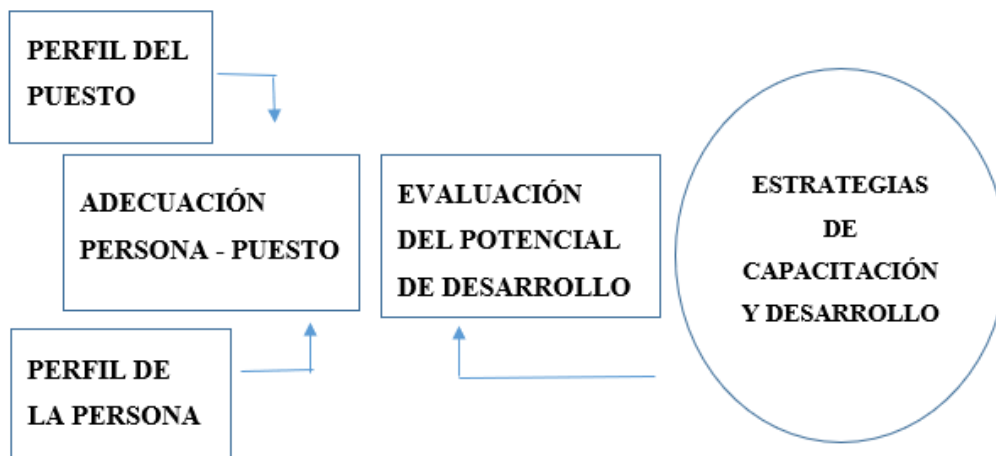 PERFIL DEL
PUESTO
ADECUACIÓN
PERSONA - PUESTO
EVALUACIÓN
DEL POTENCIAL
DE DESARROLLO
ESTRATEGIAS
DE
CAPACITACIÓN
Y DESARROLLO
PERFIL DE
LA PERSONA